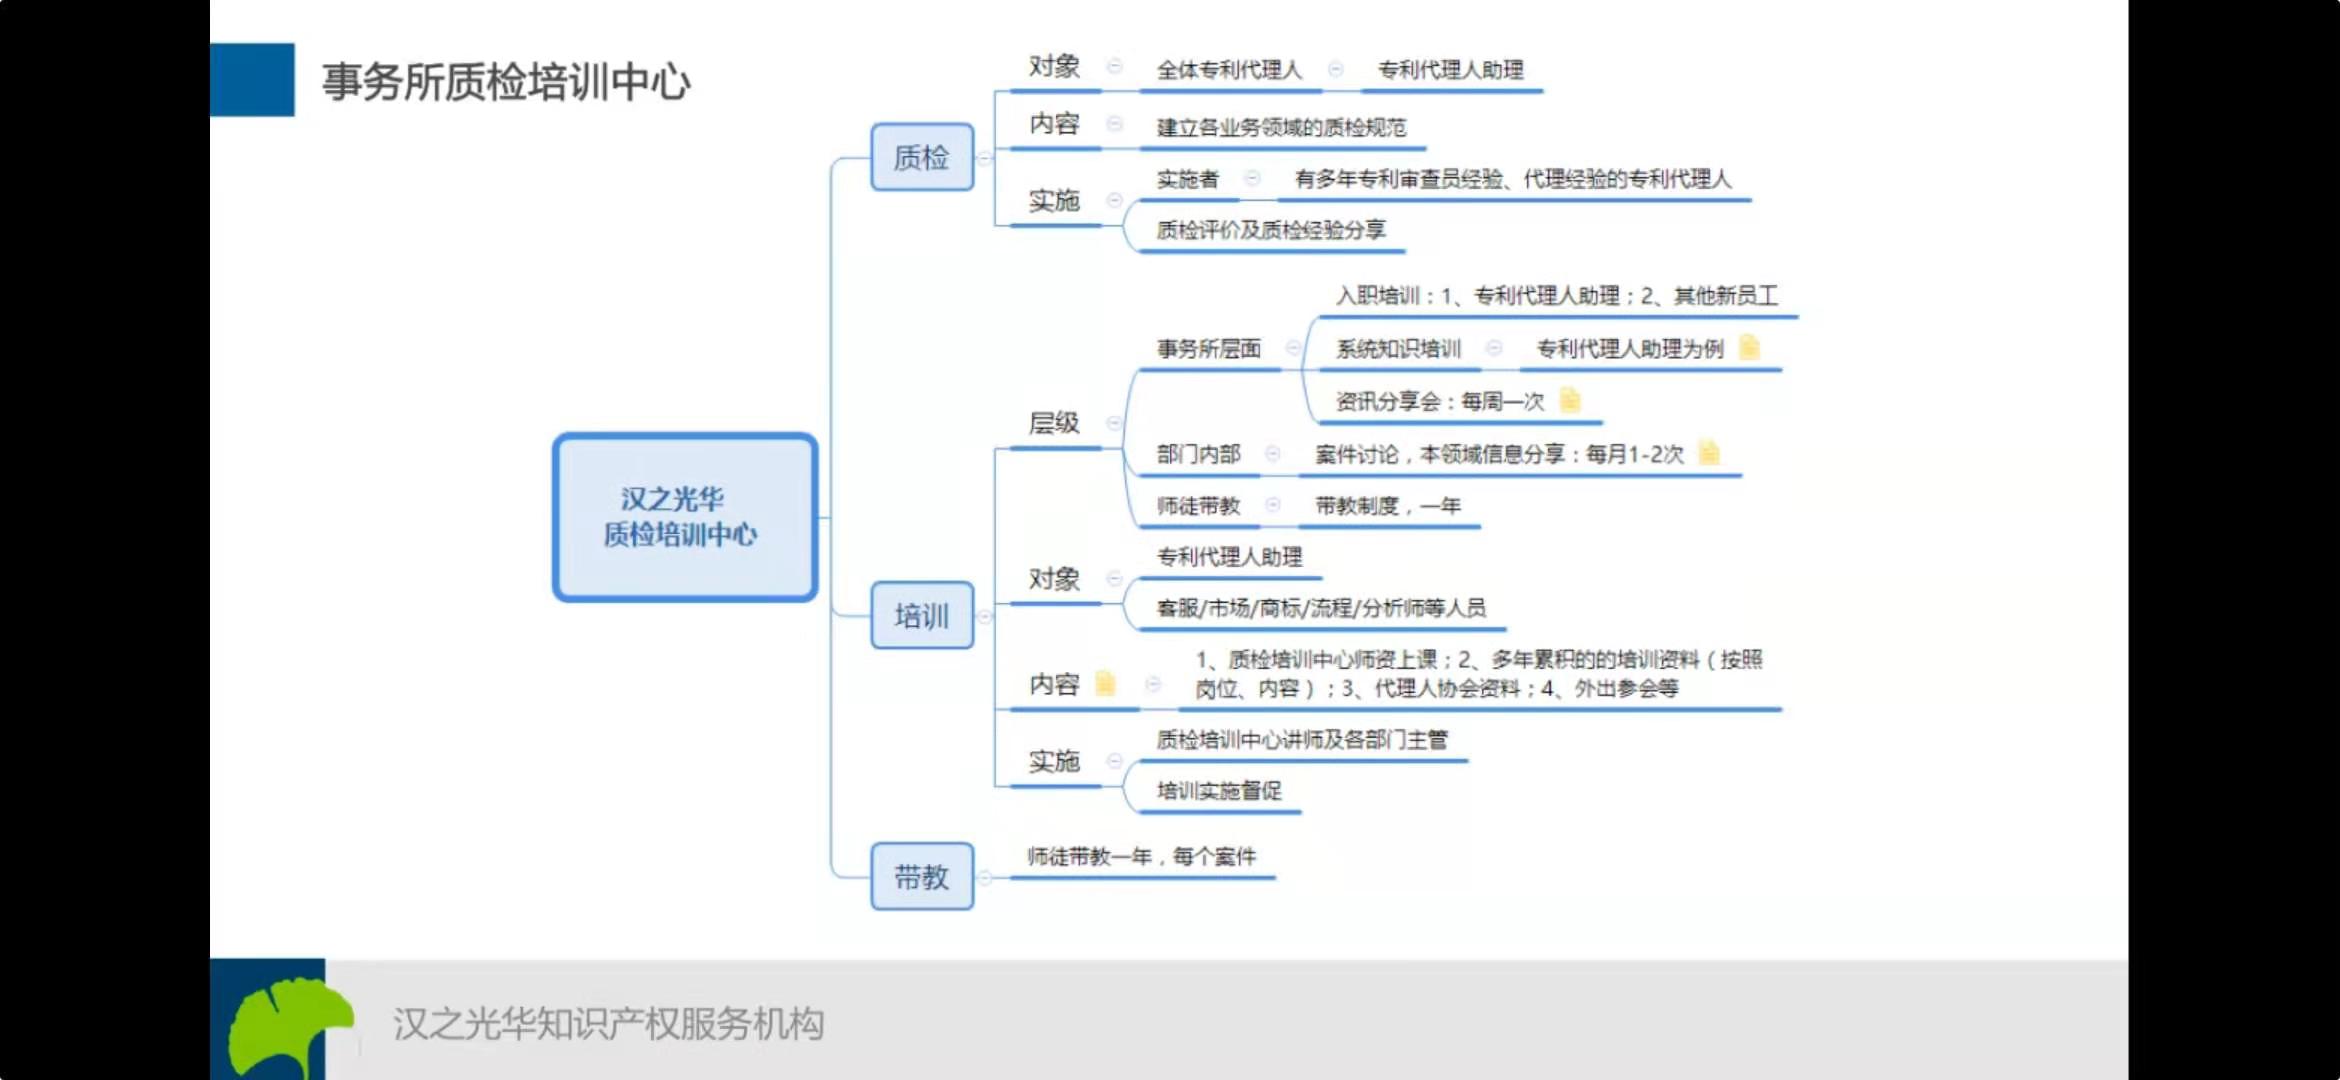 事务所质检培训中心
汉之光华
质检培训中心
质检
对象
全体专利代理人
专利代理人助理
内容
建立各业务领域的质检规范
实施
实施者
有多年专利审查员经验、代理经验的专利代理人
质检评价及质检经验分享
培训
层级
事务所层面
入职培训：1、专利代理人助理；2、其他新员工
系统知识培训
专利代理人助理为例
资讯分享会：每周一次
部门内部
案件讨论，本领域信息分享：每月1-2次
师徒带教
带教制度，一年
对象
专利代理人助理
客服/市场/商标/流程/分析师等人员
内容
1、质检培训中心师资上课；2、多年累积的的培训资料（按照
岗位、内容）；3、代理人协会资料；4、外出参会等
实施
质检培训中心讲师及各部门主管
培训实施督促
带教
师徒带教一年，每个案件
汉之光华知识产权服务机构